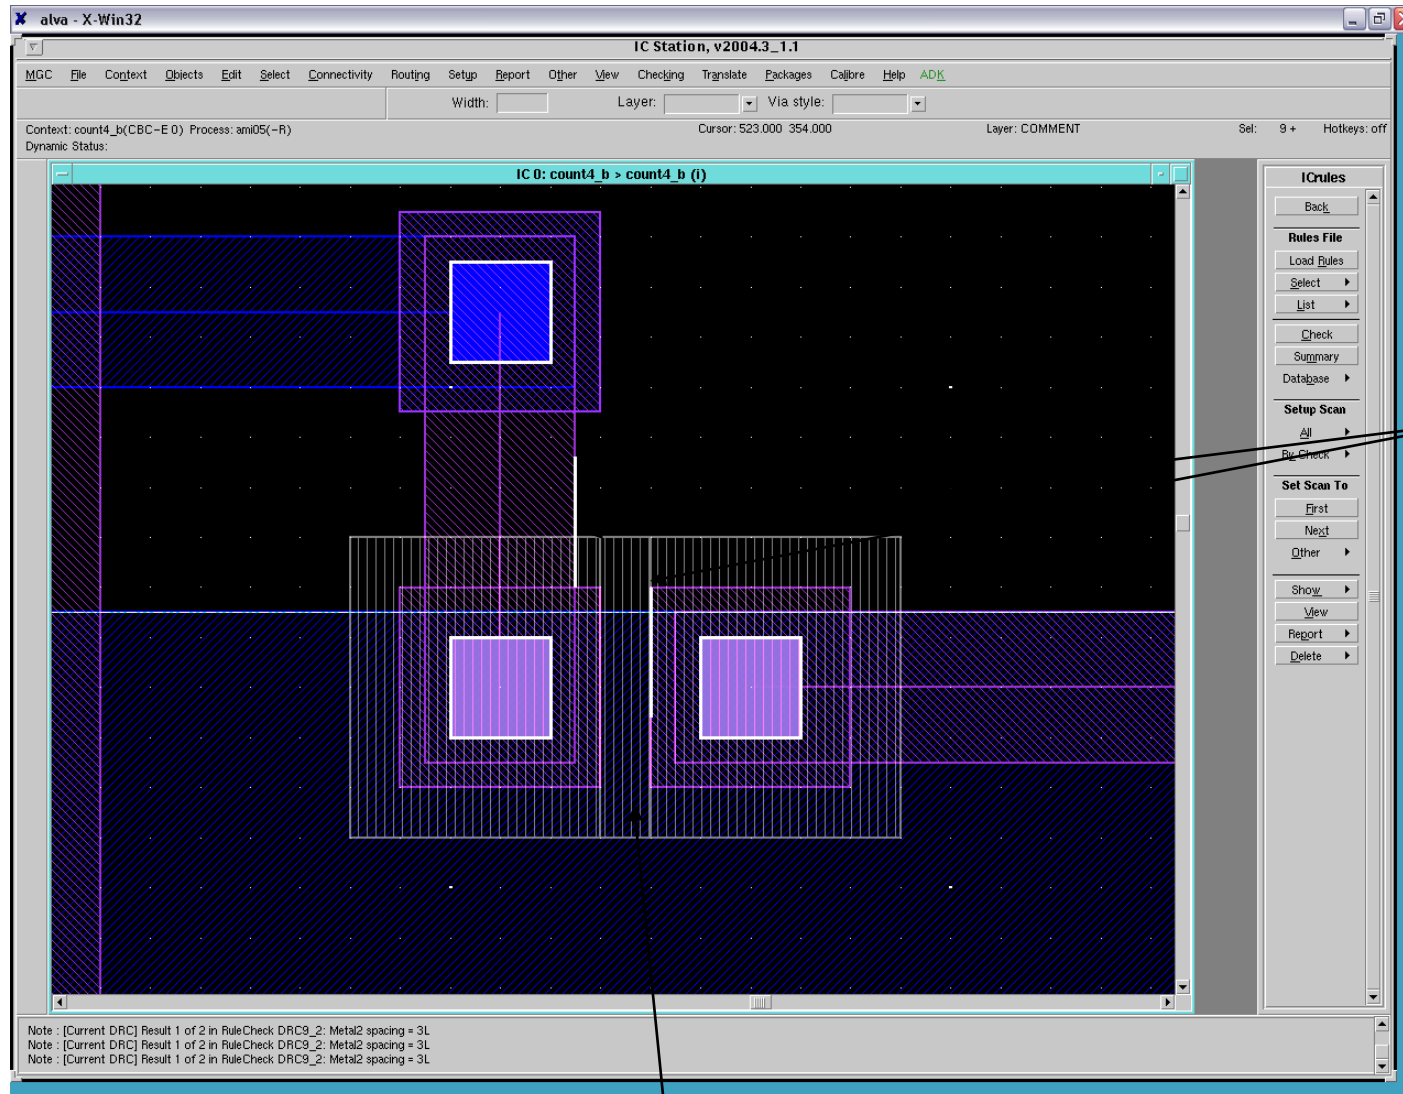 alva - X-Win32
IC Station, v2004.3_1.1
MGC File Context Objects Edit Select Connectivity Routing Setup Report Other View Checking Translate Packages Calibre Help ADK
Width: Layer: Via style:
Context: count4_b(CBC-E 0) Process: ami05(-R) Cursor: 523.000 354.000 Layer: COMMENT Sel: 9 + Hotkeys: off
Dynamic Status:
IC 0: count4_b > count4_b (i)
ICrules
Back
Rules File
Load Rules
Select
List
Check
Summary
Database
Setup Scan
All
By Check
Set Scan To
First
Next
Other
Show
View
Report
Delete
Note : [Current DRC] Result 1 of 2 in RuleCheck DRC9_2: Metal2 spacing = 3L
Note : [Current DRC] Result 1 of 2 in RuleCheck DRC9_2: Metal2 spacing = 3L
Note : [Current DRC] Result 1 of 2 in RuleCheck DRC9_2: Metal2 spacing = 3L